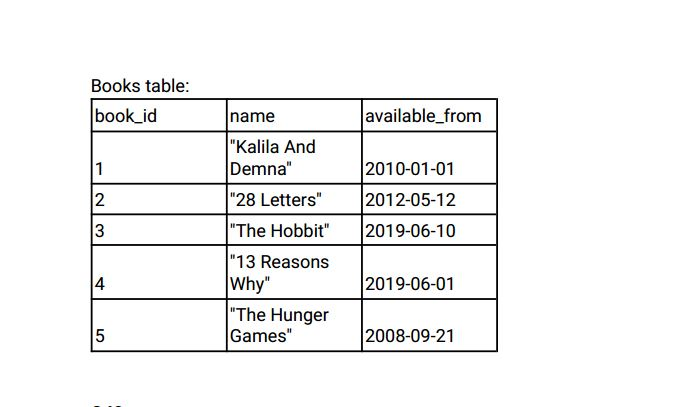 Books table:
book_id name available_from
"Kalila And
1 Demna" 2010-01-01
2 "28 Letters" 2012-05-12
3 "The Hobbit" 2019-06-10
"13 Reasons
4 Why" 2019-06-01
"The Hunger
5 Games" 2008-09-21